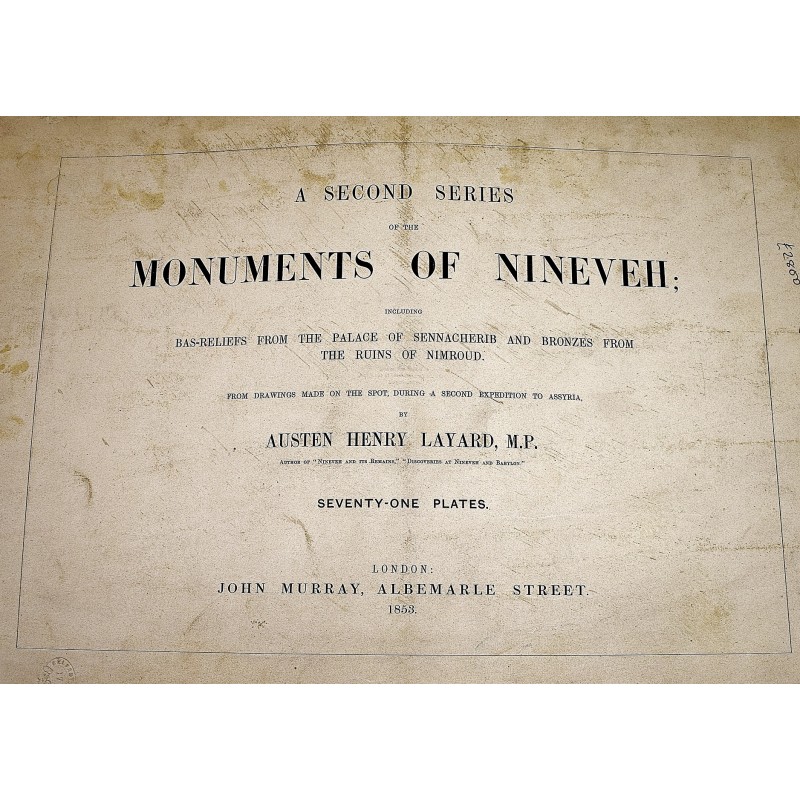 A SECOND SERIES
OF THE
MONUMENTS OF NINEVEH;
INCLUDING
BAS-RELIEFS FROM THE PALACE OF SENNACHERIB AND BRONZES FROM
THE RUINS OF NIMROUD.
FROM DRAWINGS MADE ON THE SPOT, DURING A SECOND EXPEDITION TO ASSYRIA,
BY
AUSTEN HENRY LAYARD, M.P.
AUTHOR OF "NINEVEH AND ITS REMAINS," "DISCOVERIES AT NINEVEH AND BABYLON."
SEVENTY-ONE PLATES.
LONDON:
JOHN MURRAY, ALBEMARLE STREET.
1853.